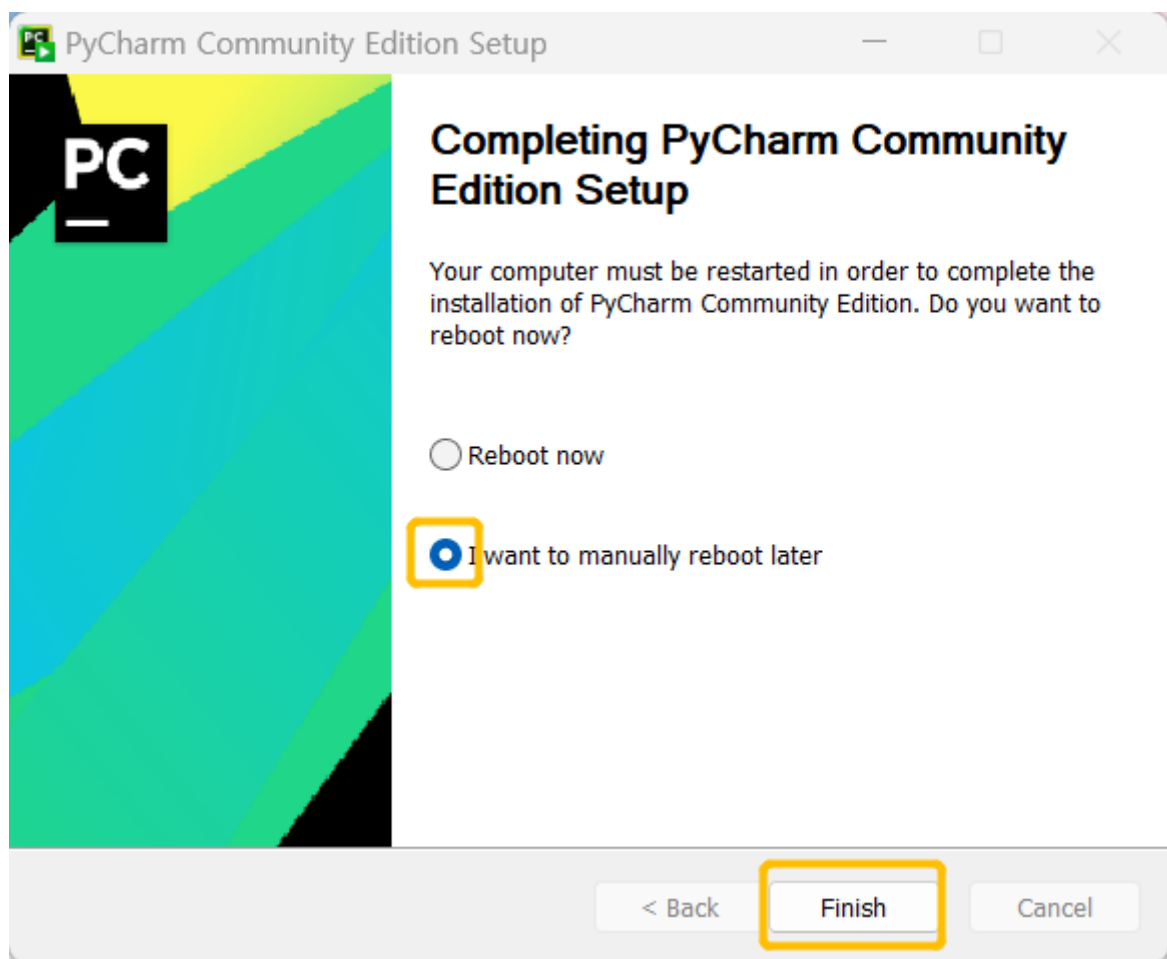 PyCharm Community Edition Setup
PC
Completing PyCharm Community
Edition Setup
Your computer must be restarted in order to complete the
installation of PyCharm Community Edition. Do you want to
reboot now?
Reboot now
I want to manually reboot later
< Back Finish Cancel